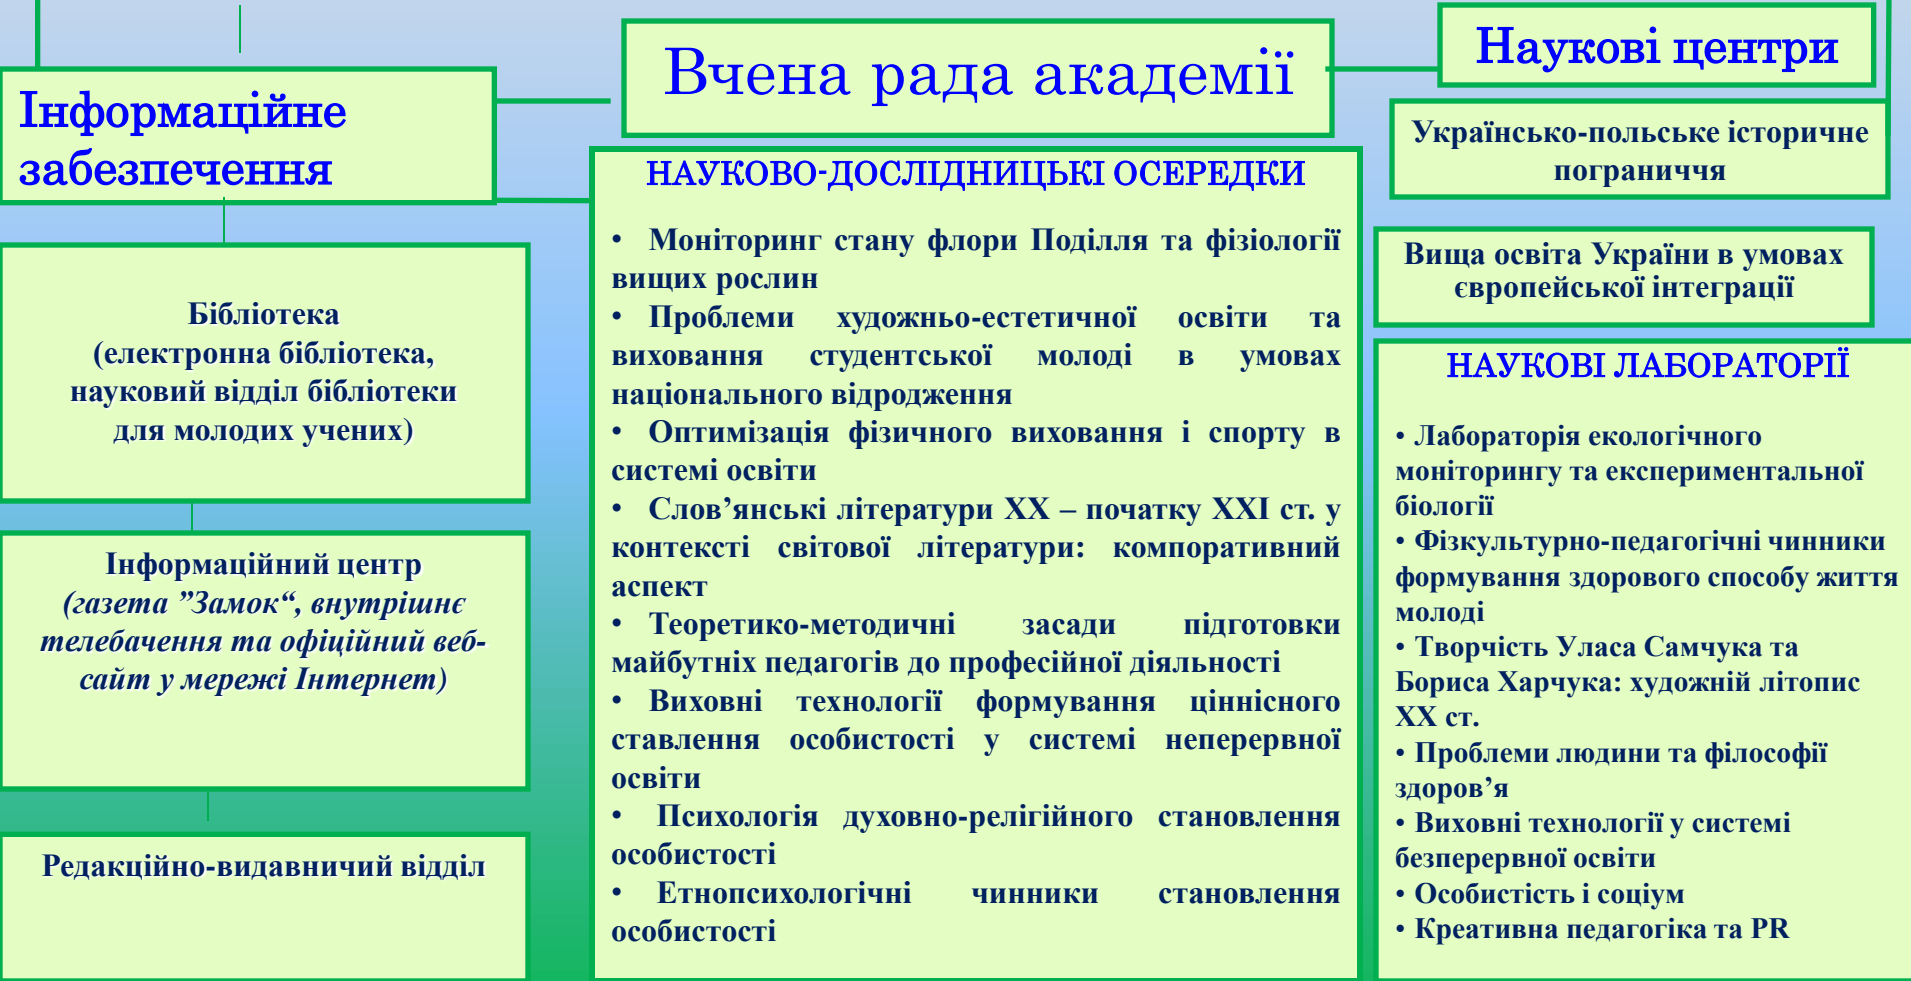 Вчена рада академії
Наукові центри
Українсько-польське історичне
пограниччя
Вища освіта України в умовах
європейської інтеграції
Інформаційне
забезпечення
Бібліотека
(електронна бібліотека,
науковий відділ бібліотеки
для молодих учених)
Інформаційний центр
(газета ”Замок“, внутрішнє
телебачення та офіційний веб-
сайт у мережі Інтернет)
Редакційно-видавничий відділ
НАУКОВО-ДОСЛІДНИЦЬКІ ОСЕРЕДКИ
• Моніторинг стану флори Поділля та фізіології
вищих рослин
• Проблеми художньо-естетичної освіти та
виховання студентської молоді в умовах
національного відродження
• Оптимізація фізичного виховання і спорту в
системі освіти
• Слов’янські літератури ХХ – початку ХХІ ст. у
контексті світової літератури: компоративний
аспект
• Теоретико-методичні засади підготовки
майбутніх педагогів до професійної діяльності
• Виховні технології формування ціннісного
ставлення особистості у системі неперервної
освіти
• Психологія духовно-релігійного становлення
особистості
• Етнопсихологічні чинники становлення
особистості
НАУКОВІ ЛАБОРАТОРІЇ
• Лабораторія екологічного
моніторингу та експериментальної
біології
• Фізкультурно-педагогічні чинники
формування здорового способу життя
молоді
• Творчість Уласа Самчука та
Бориса Харчука: художній літопис
ХХ ст.
• Проблеми людини та філософії
здоров’я
• Виховні технології у системі
безперервної освіти
• Особистість і соціум
• Креативна педагогіка та PR